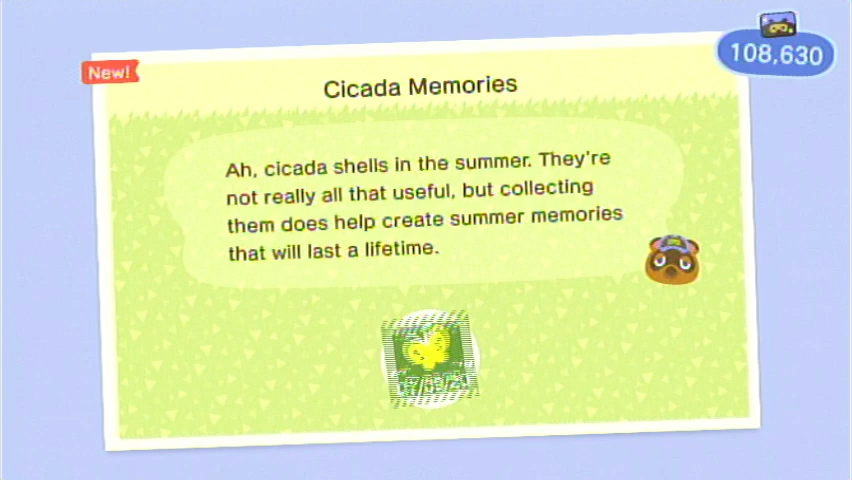 New!
108,630
Cicada Memories
Ah, cicada shells in the summer. They're
not really all that useful, but collecting
them does help create summer memories
that will last a lifetime.